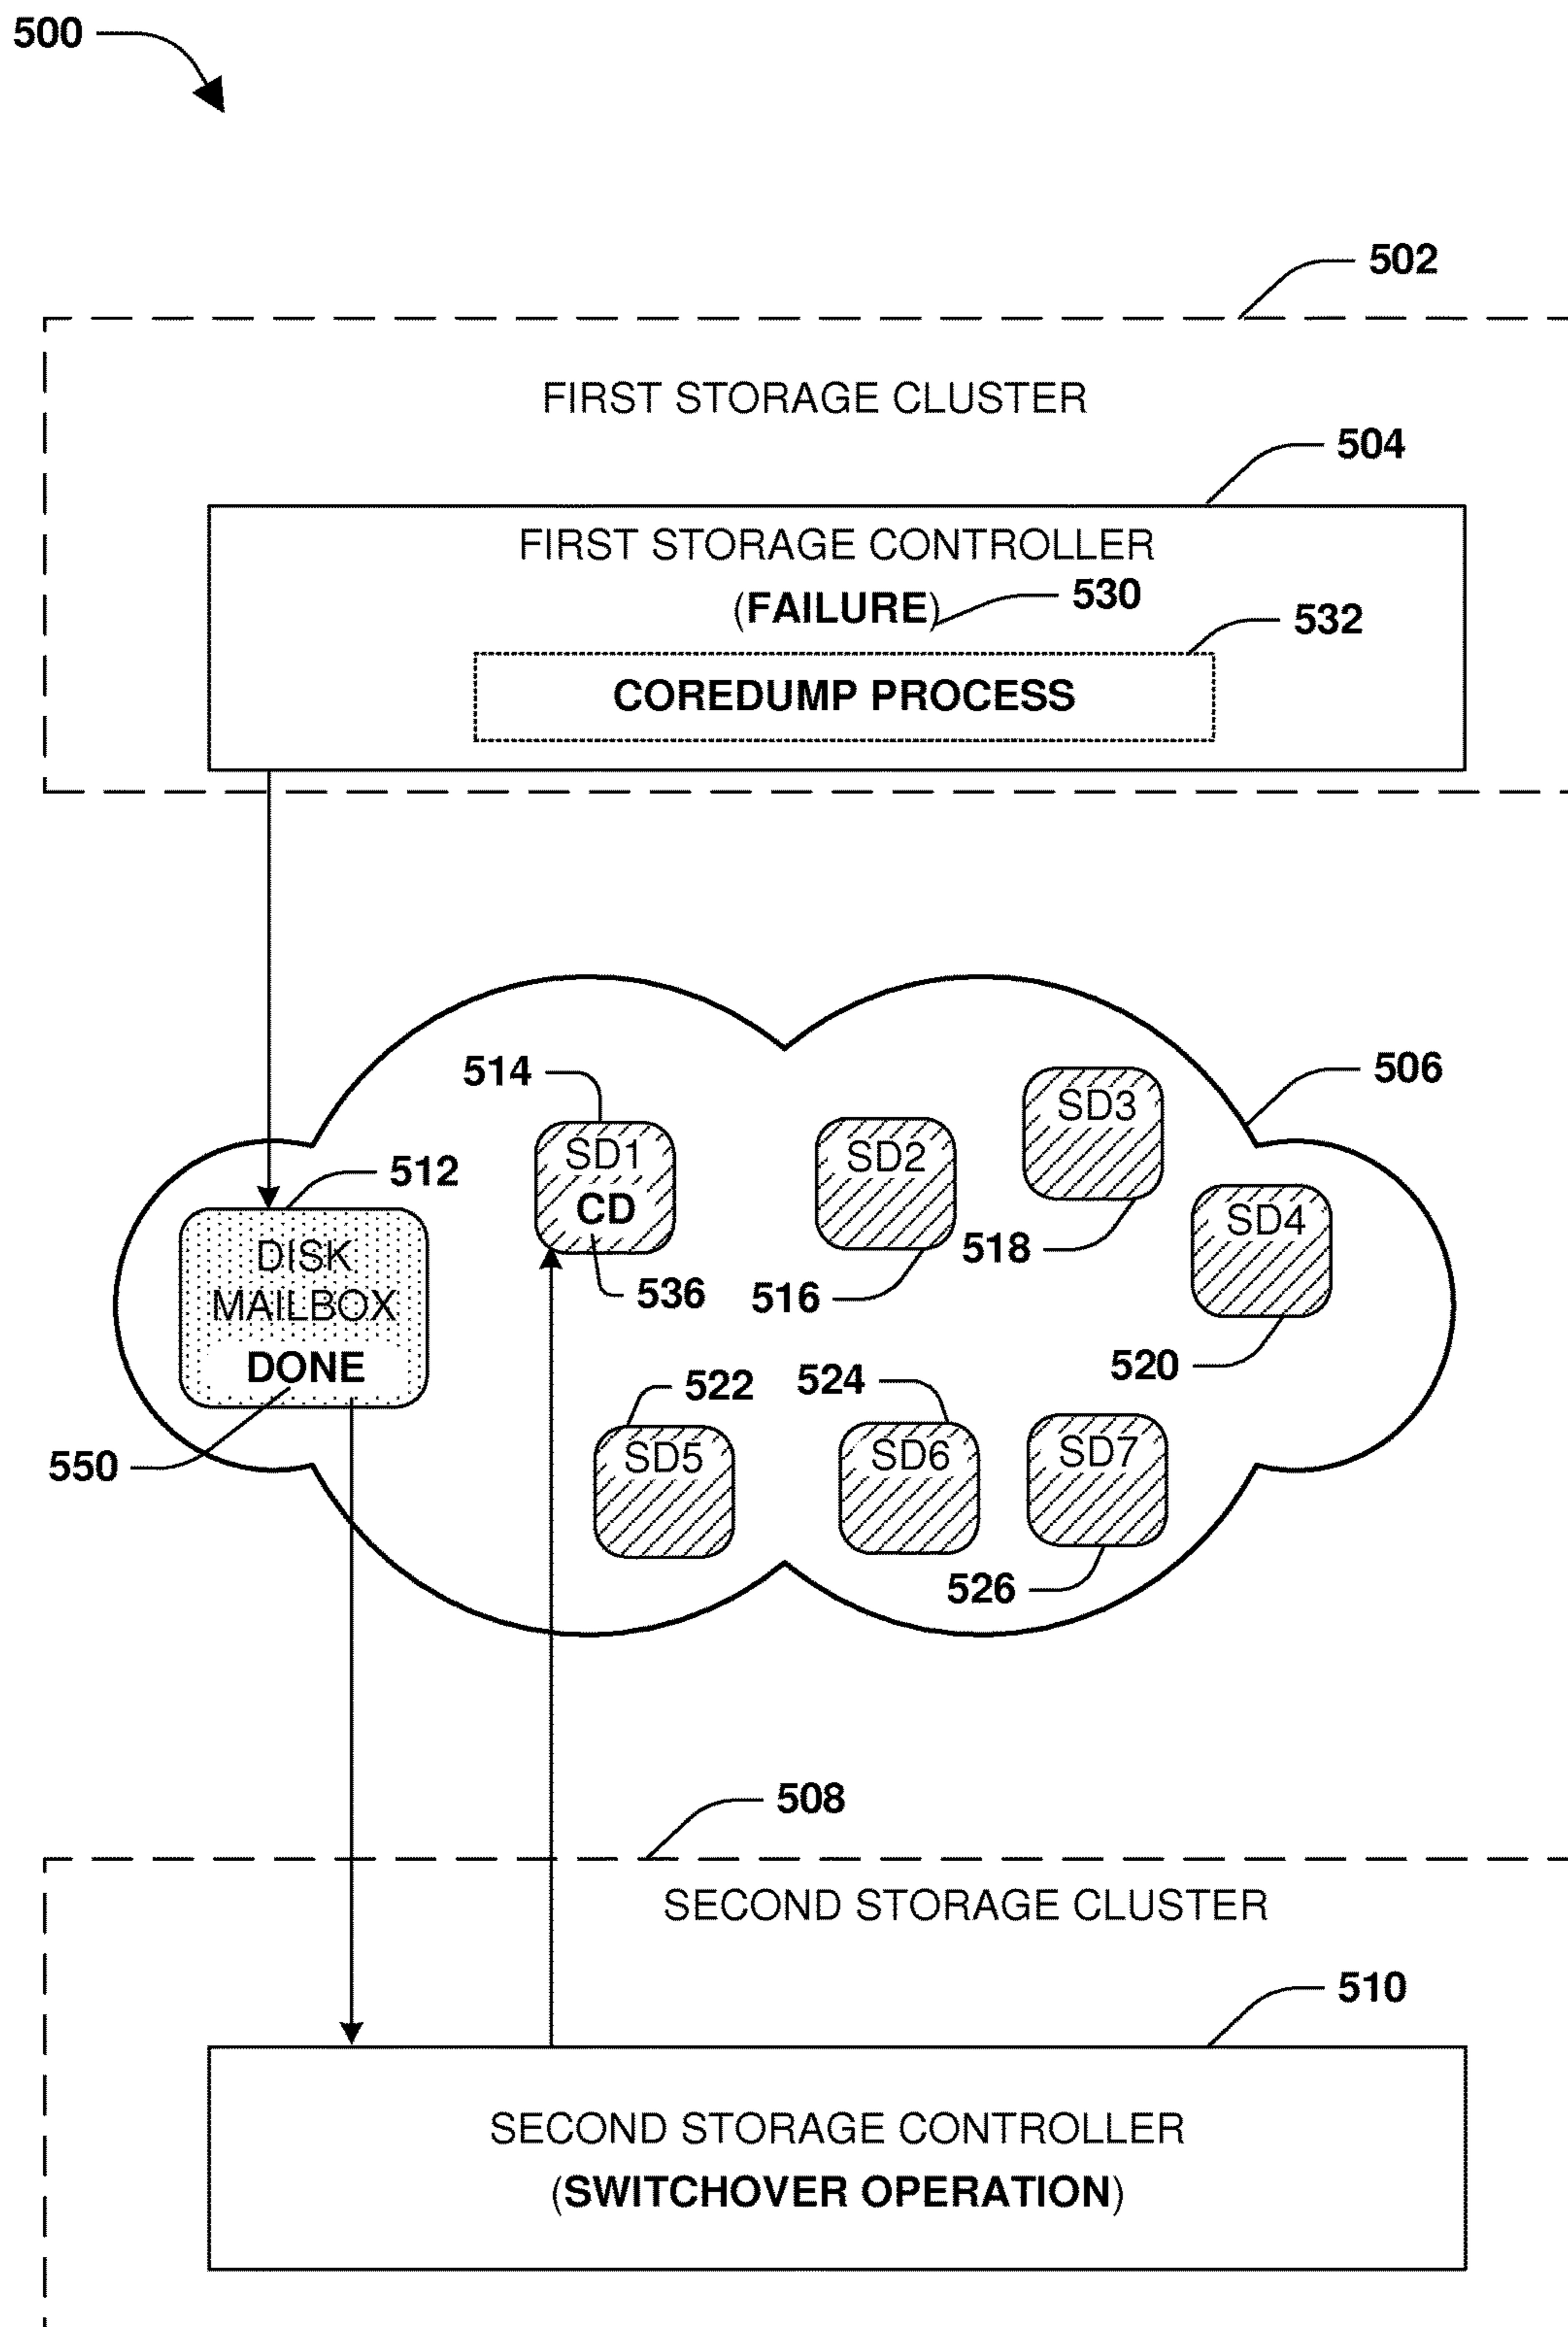 500
502
FIRST STORAGE CLUSTER
504
FIRST STORAGE CONTROLLER
(FAILURE)
530
532
COREDUMP PROCESS
506
514
SD1
CD
536
SD2
516
SD3
518
SD4
520
512
DISK
MAILBOX
DONE
550
522
SD5
524
SD6
SD7
526
508
SECOND STORAGE CLUSTER
510
SECOND STORAGE CONTROLLER
(SWITCHOVER OPERATION)